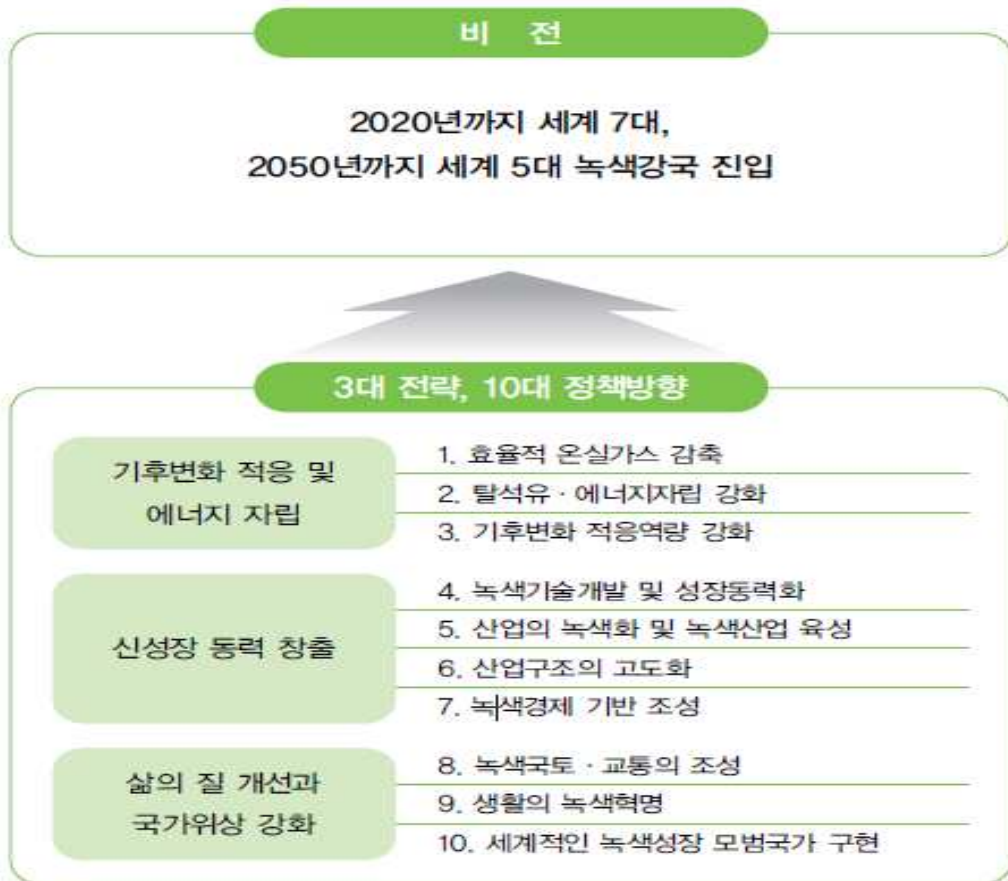 비 전
2020년까지 세계 7대,
2050년까지 세계 5대 녹색강국 진입
3대 전략, 10대 정책방향
기후변화 적응 및
에너지 자립
1. 효율적 온실가스 감축
2. 탈석유 · 에너지자립 강화
3. 기후변화 적응역량 강화
신성장 동력 창출
4. 녹색기술개발 및 성장동력화
5. 산업의 녹색화 및 녹색산업 육성
6. 산업구조의 고도화
7. 녹색경제 기반 조성
삶의 질 개선과
국가위상 강화
8. 녹색국토 · 교통의 조성
9. 생활의 녹색혁명
10. 세계적인 녹색성장 모범국가 구현